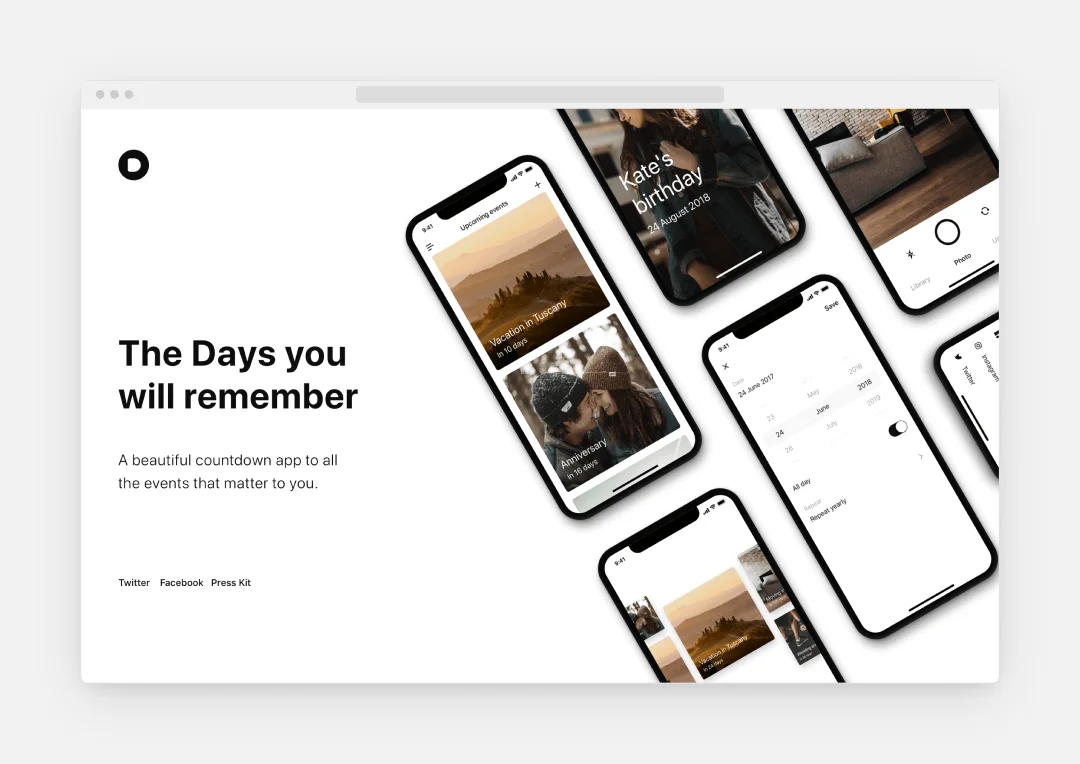 The Days you
will remember
A beautiful countdown app to all
the events that matter to you.
Twitter Facebook Press Kit
9:41
Upcoming events
Vacation in Tuscany
In 10 days
Anniversary
In 16 days
Kate's
birthday
24 August 2018
Library
Photo
9:41
Save
Date
24 June 2017
2016
23 May 2018
24 June 2019
25 July
All day
Repeat
Repeat yearly
Twitter
Instagram
9:41
Vacation in Tuscany
In 24 days